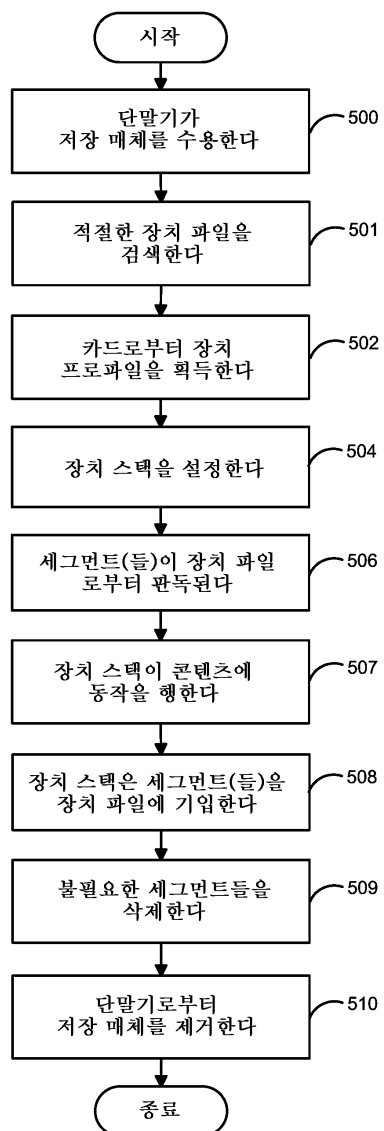 시작
단말기가
저장 매체를 수용한다
500
적절한 장치 파일을
검색한다
501
카드로부터 장치
프로파일을 획득한다
502
장치 스택을 설정한다
504
세그먼트(들)이 장치 파일
로부터 판독된다
506
장치 스택이 콘텐츠에
동작을 행한다
507
장치 스택은 세그먼트(들)을
장치 파일에 기입한다
508
불필요한 세그먼트들을
삭제한다
509
단말기로부터
저장 매체를 제거한다
510
종료